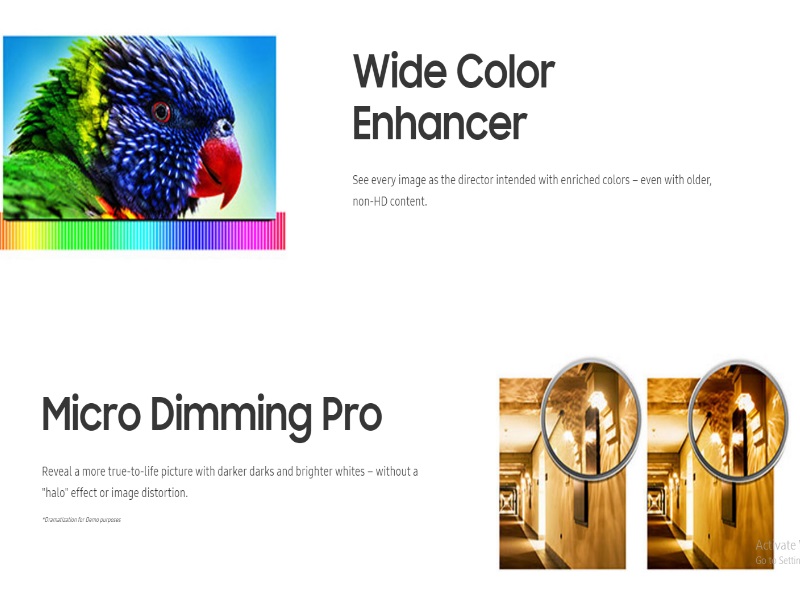 Wide Color
Enhancer
See every image as the director intended with enriched colors – even with older,
non-HD content.
Micro Dimming Pro
Reveal a more true-to-life picture with darker darks and brighter whites – without a
"halo" effect or image distortion.
*Dramatization for Demo purposes
Activate
Go to Settin